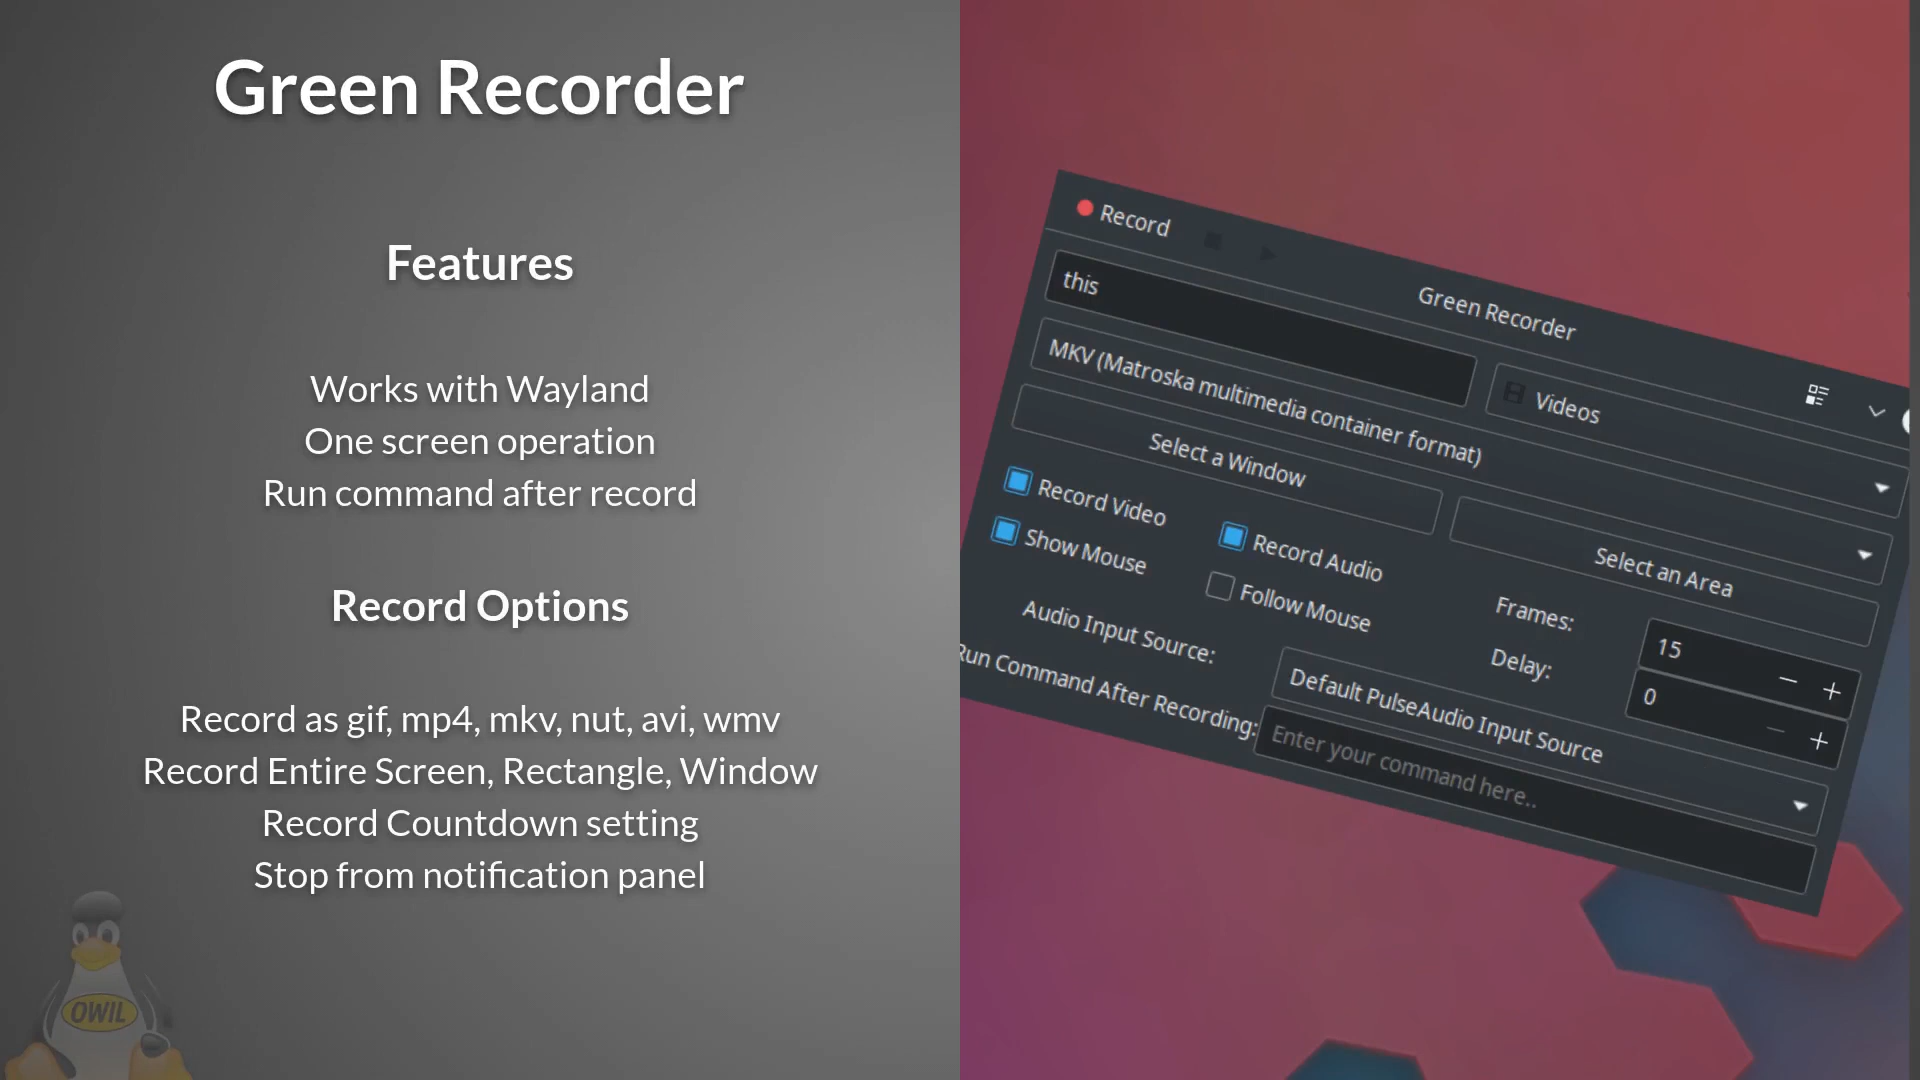 Green Recorder
Features
Works with Wayland
One screen operation
Run command after record
Record Options
Record as gif, mp4, mkv, nut, avi, wmv
Record Entire Screen, Rectangle, Window
Record Countdown setting
Stop from notification panel
OWIL
Record
Green Recorder
this
Videos
MKV (Matroska multimedia container format)
Select a Window
Select an Area
Record Video
Record Audio
Frames:
15
Show Mouse
Follow Mouse
Delay:
0
Audio Input Source:
Default PulseAudio Input Source
Run Command After Recording:
Enter your command here..